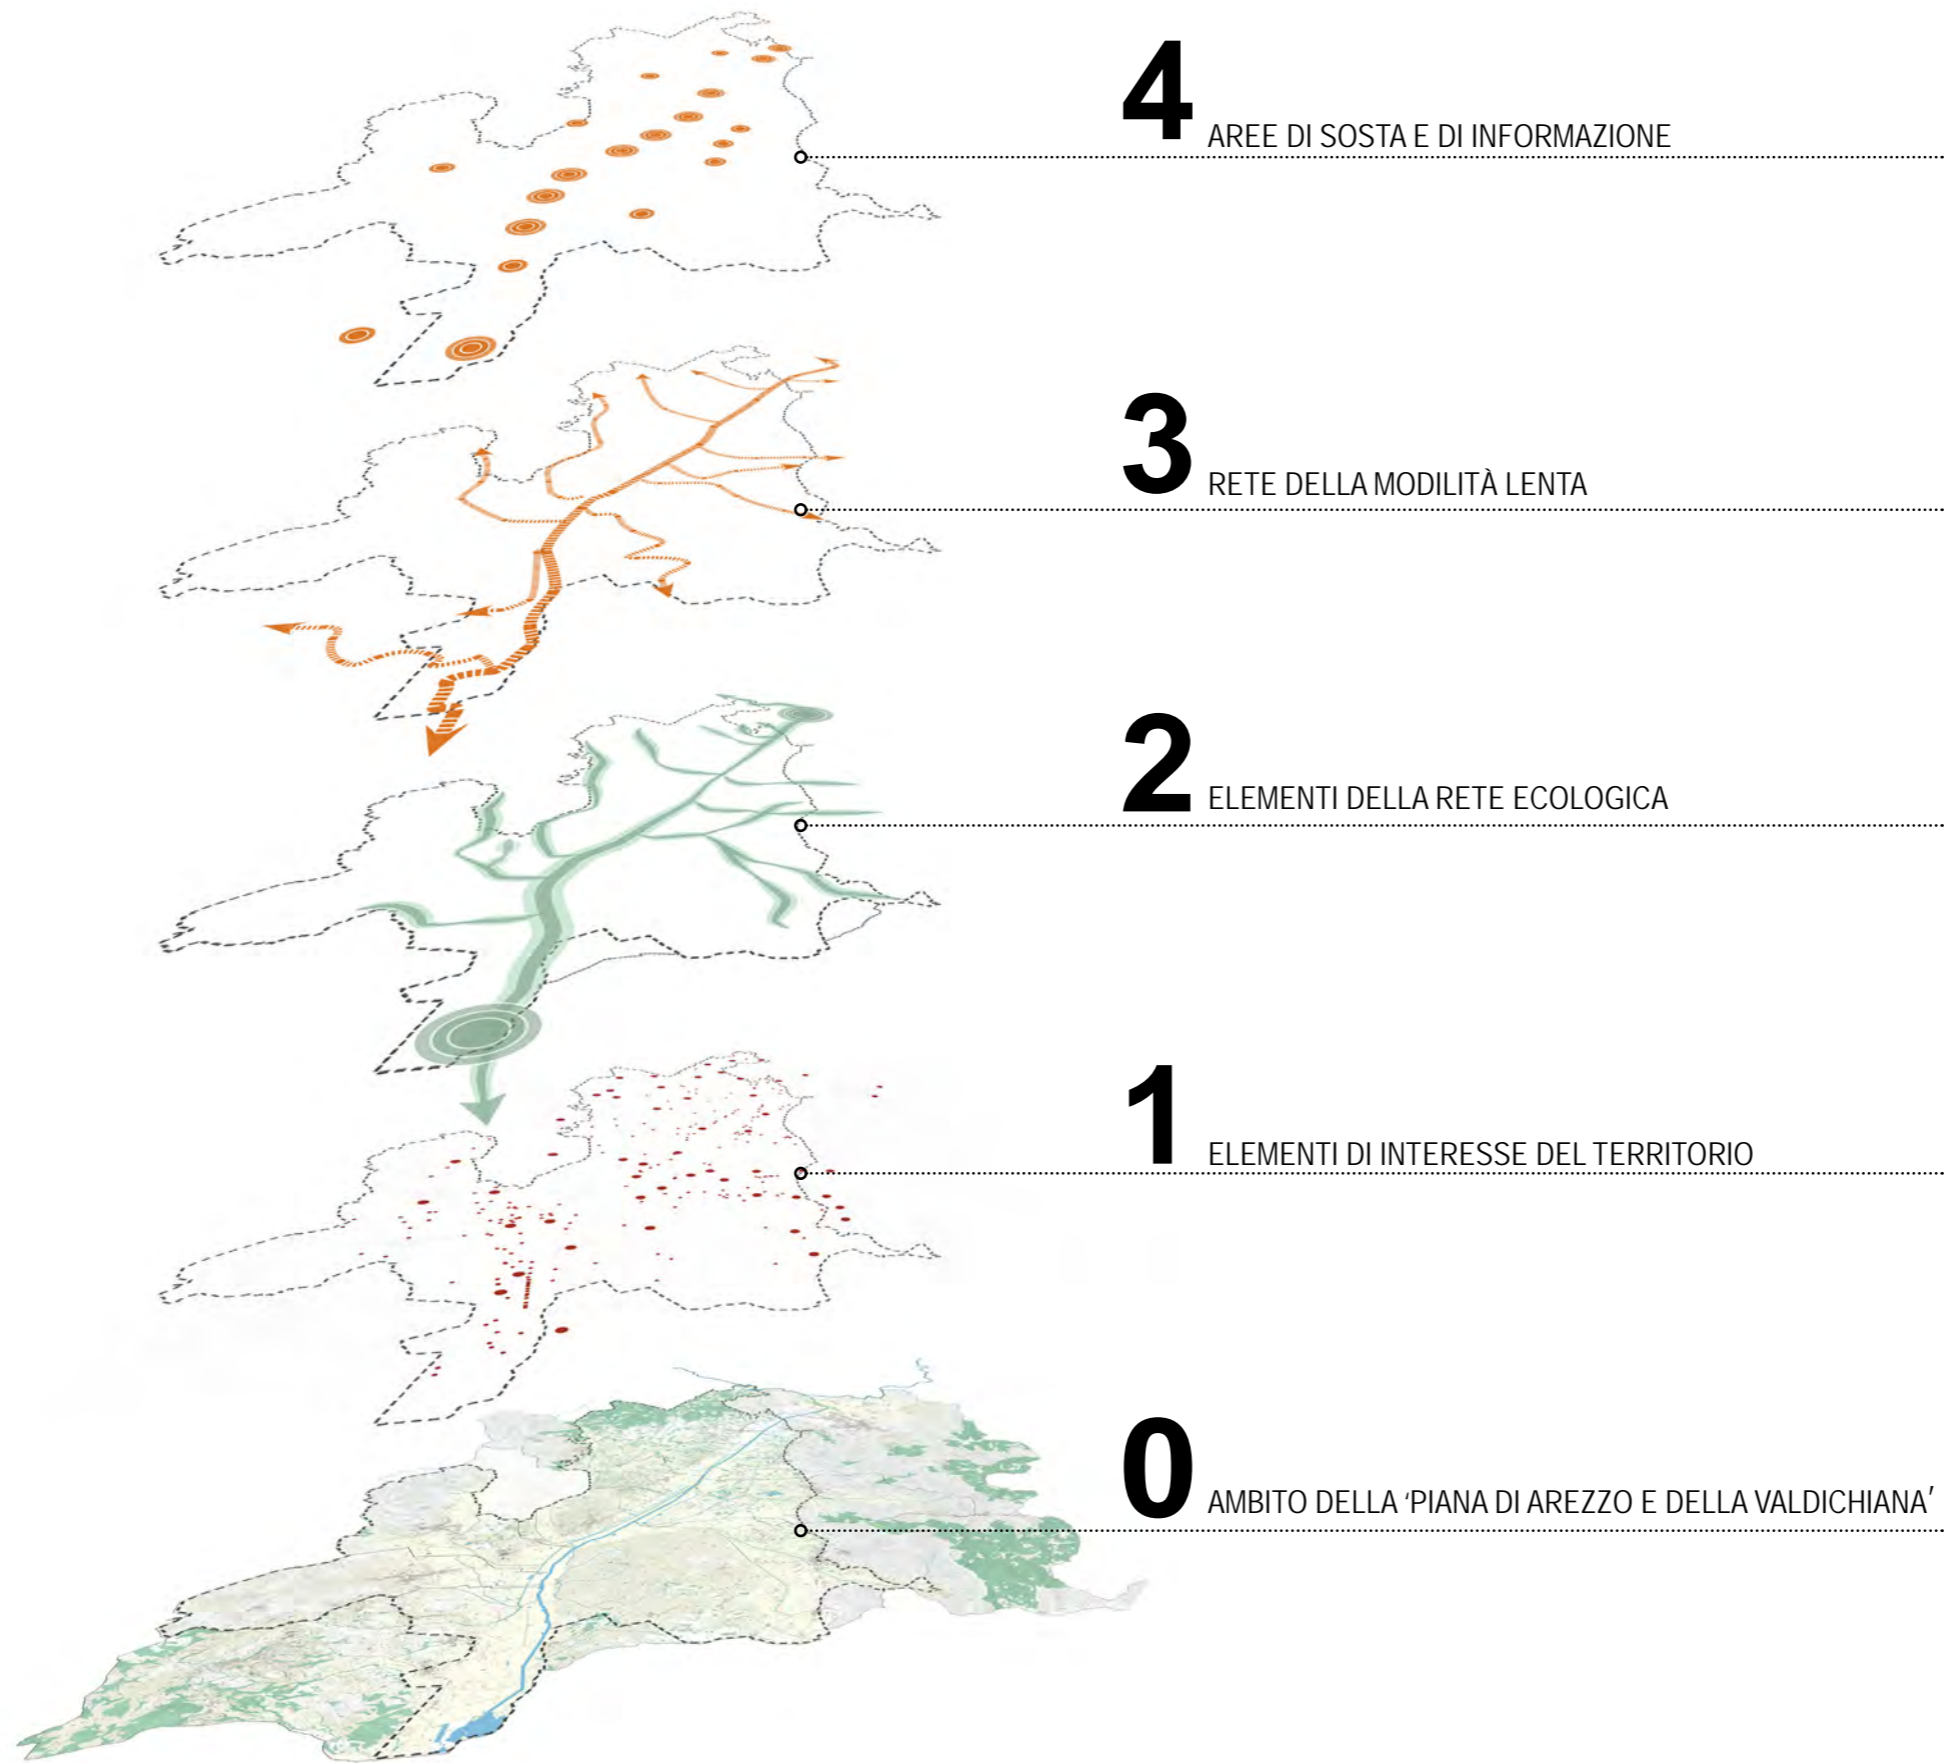 4 AREE DI SOSTA E DI INFORMAZIONE
3 RETE DELLA MODILITÀ LENTA
2 ELEMENTI DELLA RETE ECOLOGICA
1 ELEMENTI DI INTERESSE DEL TERRITORIO
0 AMBITO DELLA ‘PIANA DI AREZZO E DELLA VALDICHIANA’